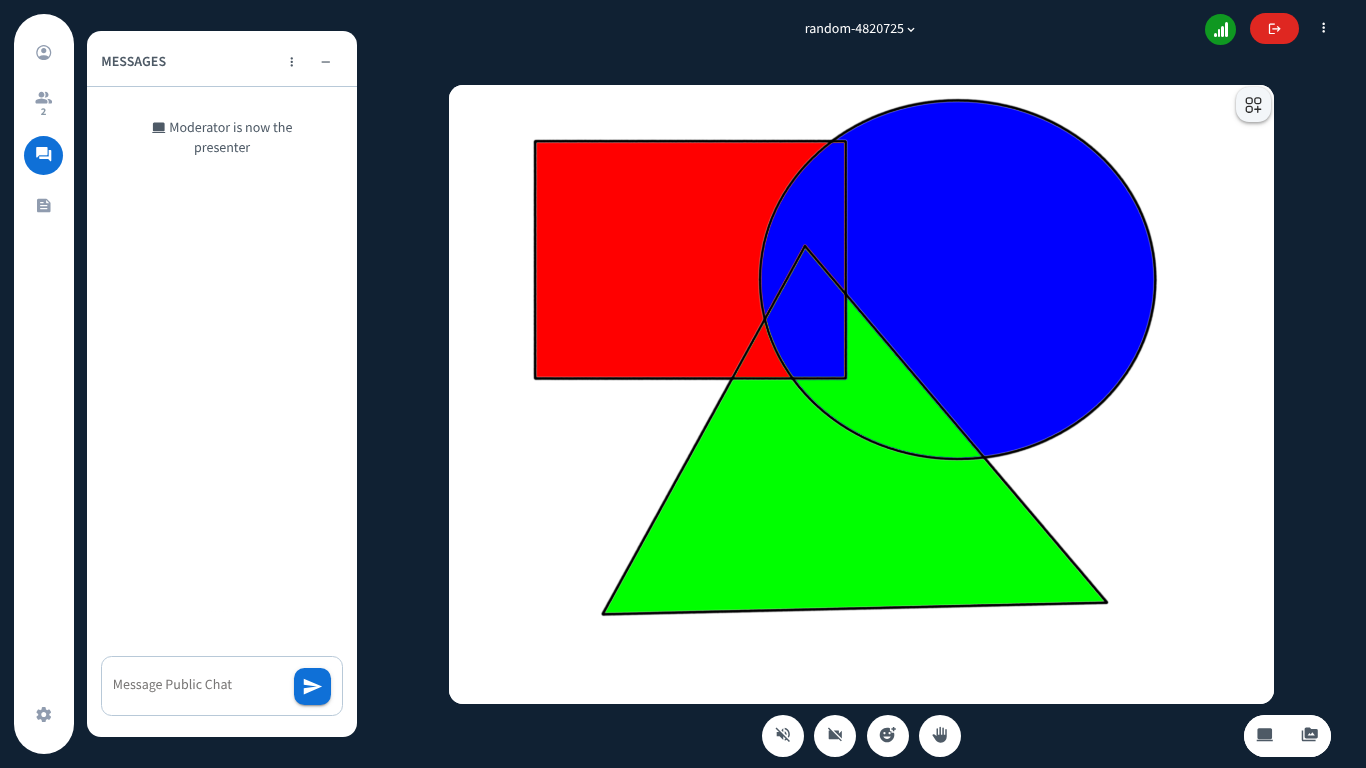 random-4820725
MESSAGES
2
Moderator is now the
presenter
Message Public Chat